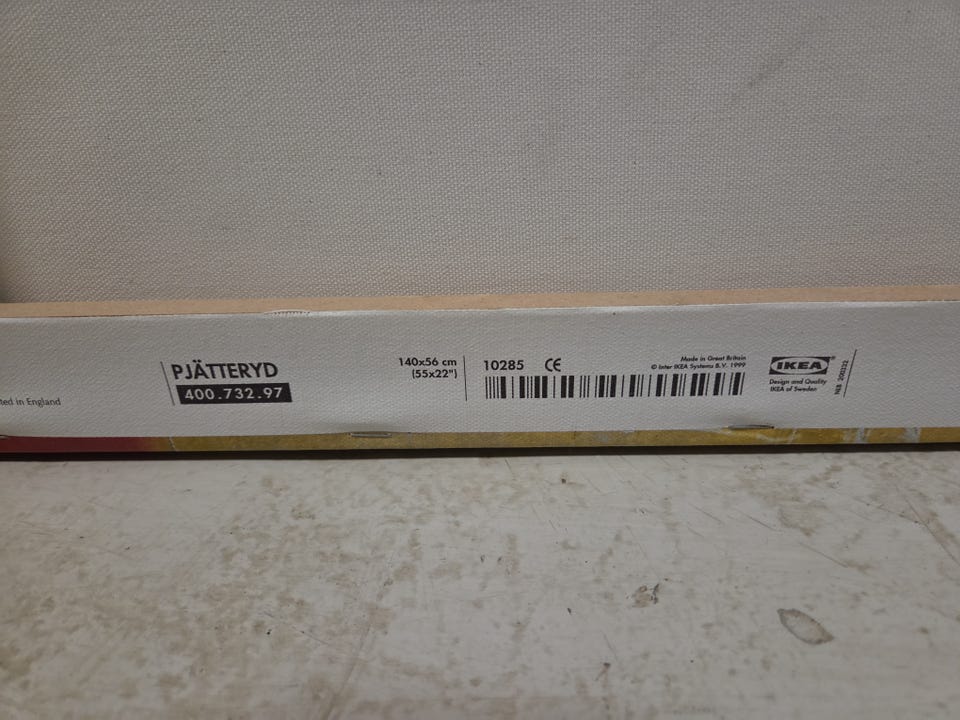 ted in England
PJÄTTERYD
400.732.97
140x56 cm
(55x22")
10285 CE
Made in Great Britain
© Inter IKEA Systems B.V. 1999
IKEA®
Design and Quality
IKEA of Sweden